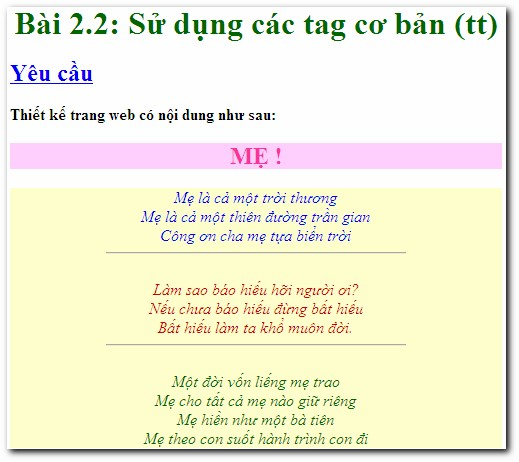 Bài 2.2: Sử dụng các tag cơ bản (tt)
Yêu cầu
Thiết kế trang web có nội dung như sau:
MẸ !
Mẹ là cả một trời thương
Mẹ là cả một thiên đường trần gian
Công ơn cha mẹ tựa biển trời
Làm sao báo hiếu hỡi người ơi?
Nếu chưa báo hiếu đừng bất hiếu
Bất hiếu làm ta khổ muôn đời.
Một đời vốn liếng mẹ trao
Mẹ cho tất cả mẹ nào giữ riêng
Mẹ hiền như một bà tiên
Mẹ theo con suốt hành trình con đi